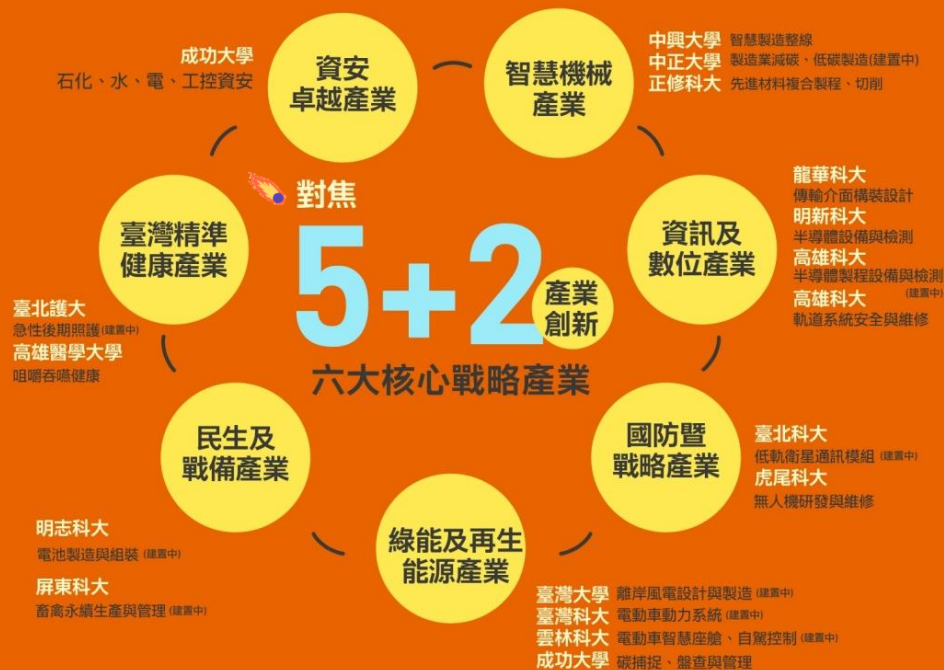 資安
卓越產業
成功大學
石化、水、電、工控資安
智慧機械
產業
中興大學 智慧製造整線
中正大學 製造業減碳、低碳製造(建置中)
正修科大 先進材料複合製程、切削
對焦
5+2
產業
創新
六大核心戰略產業
資訊及
數位產業
龍華科大
傳輸介面構裝設計
明新科大
半導體設備與檢測
高雄科大
半導體製程設備與檢測
(建置中)
高雄科大
軌道系統安全與維修
國防暨
戰略產業
臺北科大
低軌衛星通訊模組 (建置中)
虎尾科大
無人機研發與維修
綠能及再生
能源產業
臺灣大學 離岸風電設計與製造 (建置中)
臺灣科大 電動車動力系統 (建置中)
雲林科大 電動車智慧座艙、自駕控制 (建置中)
成功大學 碳捕捉、盤查與管理
民生及
戰備產業
明志科大
電池製造與組裝 (建置中)
屏東科大
畜禽永續生產與管理 (建置中)
臺灣精準
健康產業
臺北護大
急性後期照護 (建置中)
高雄醫學大學
咀嚼吞嚥健康